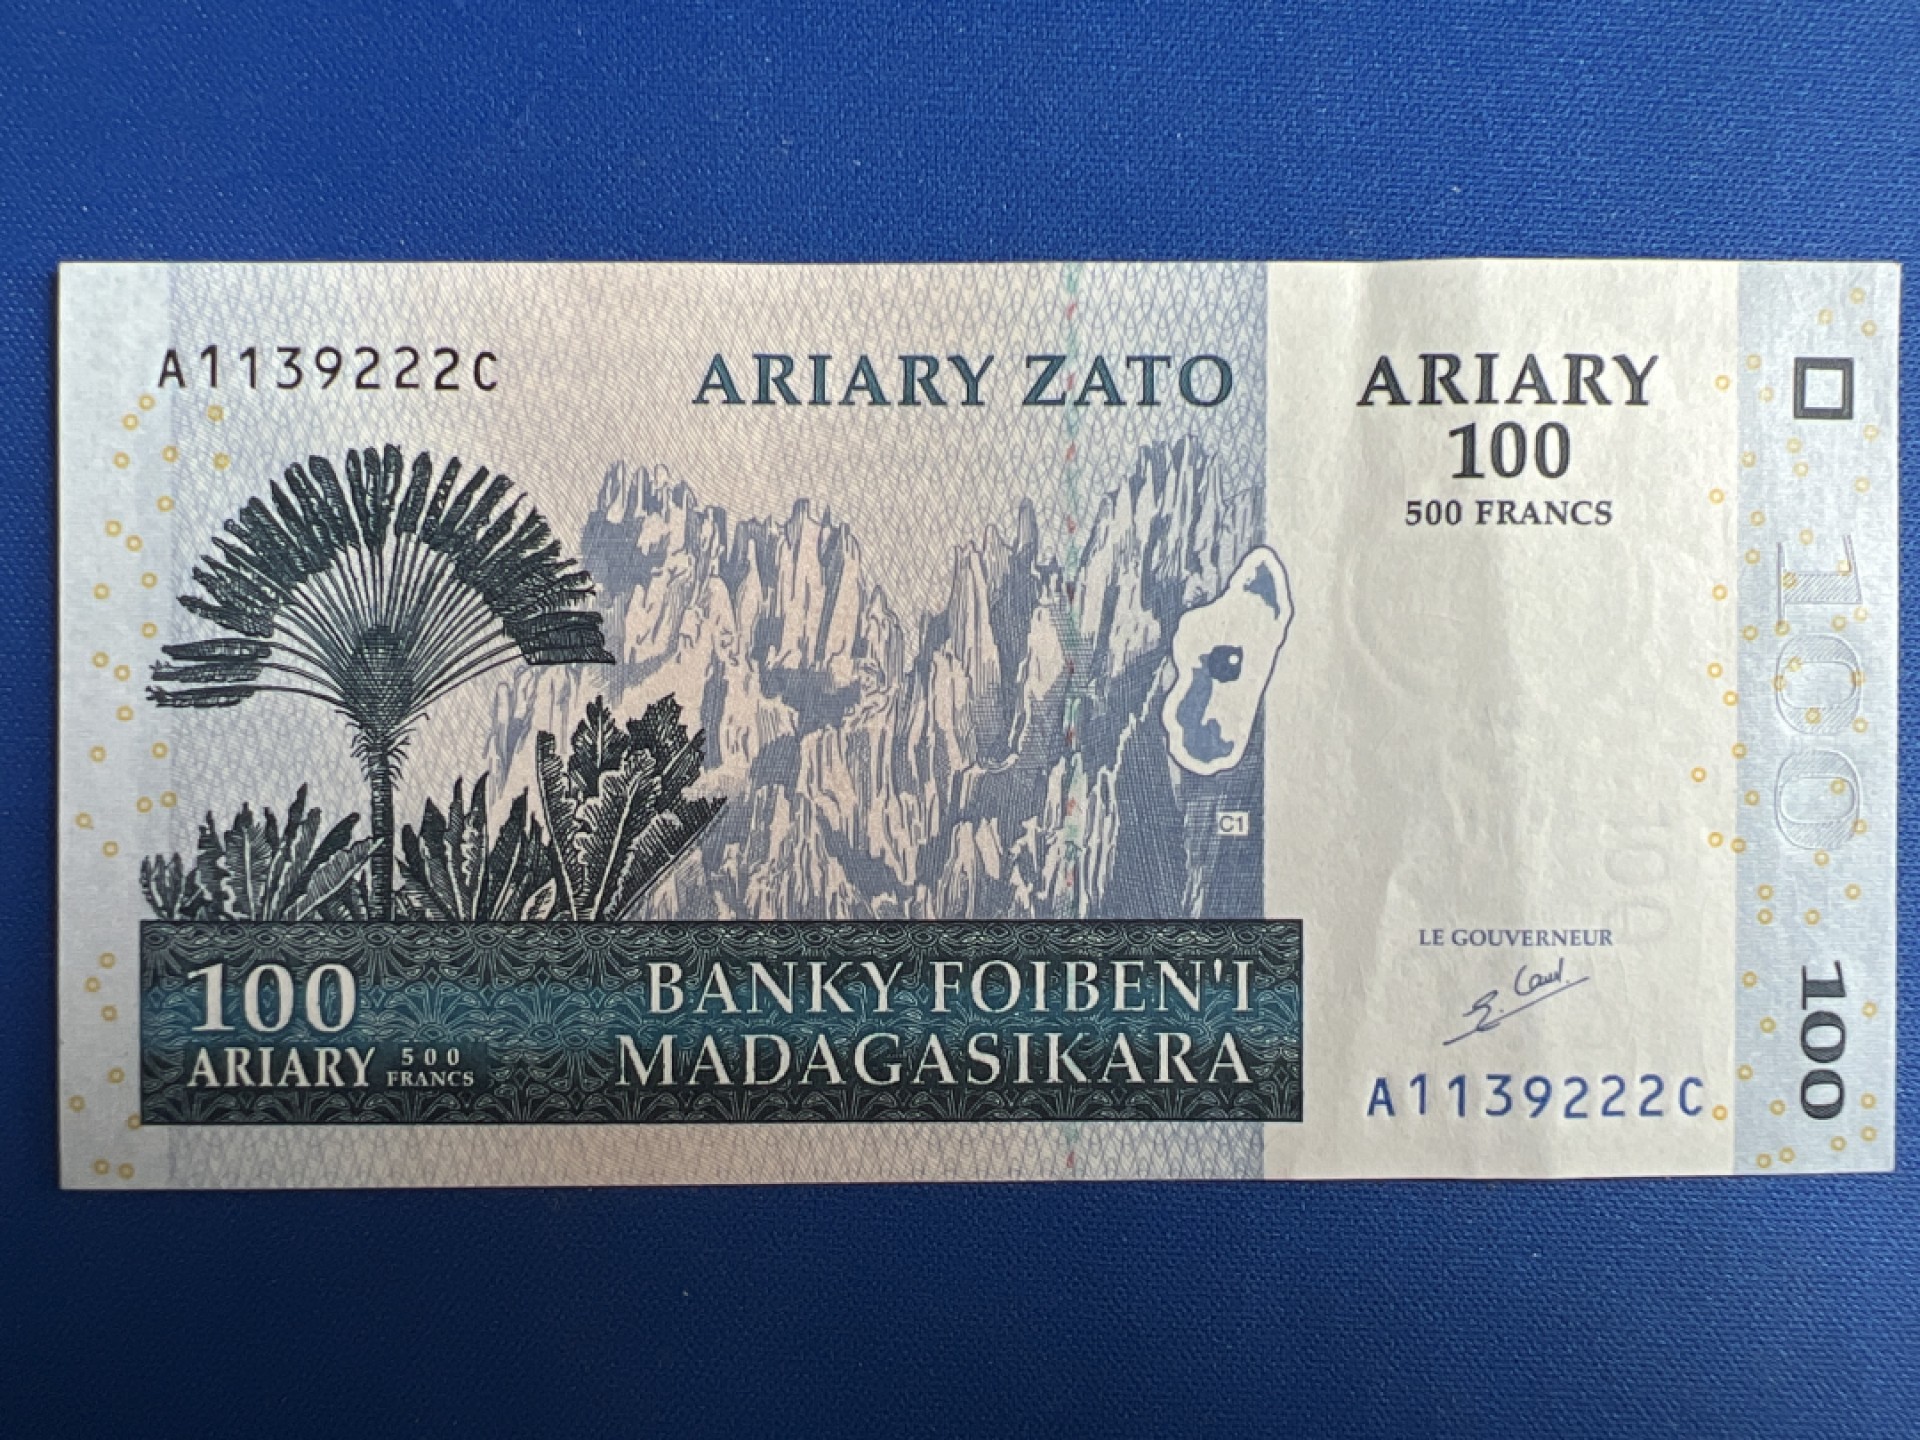 A1139222C
ARIARY ZATO
ARIARY
100
500 FRANCS
100
C1
LE GOUVERNEUR
100
ARIARY 500 FRANCS
BANKY FOIBEN'I
MADAGASIKARA
A1139222C
100